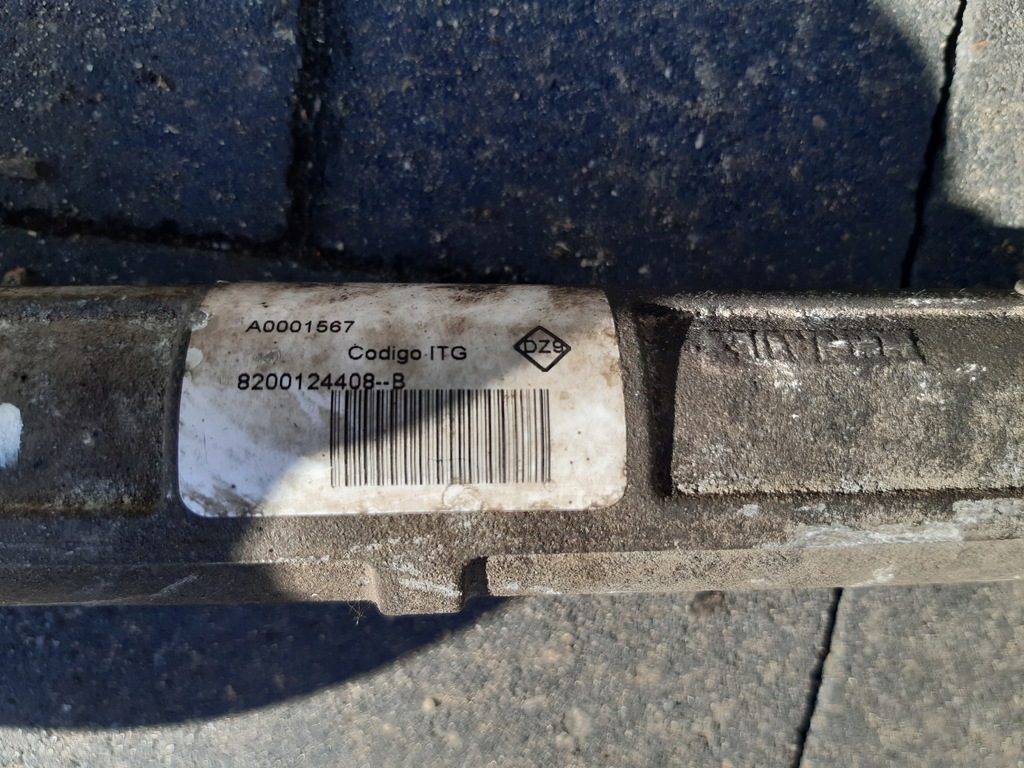 A0001567
Codigo ITG
DZ9
8200124408--B